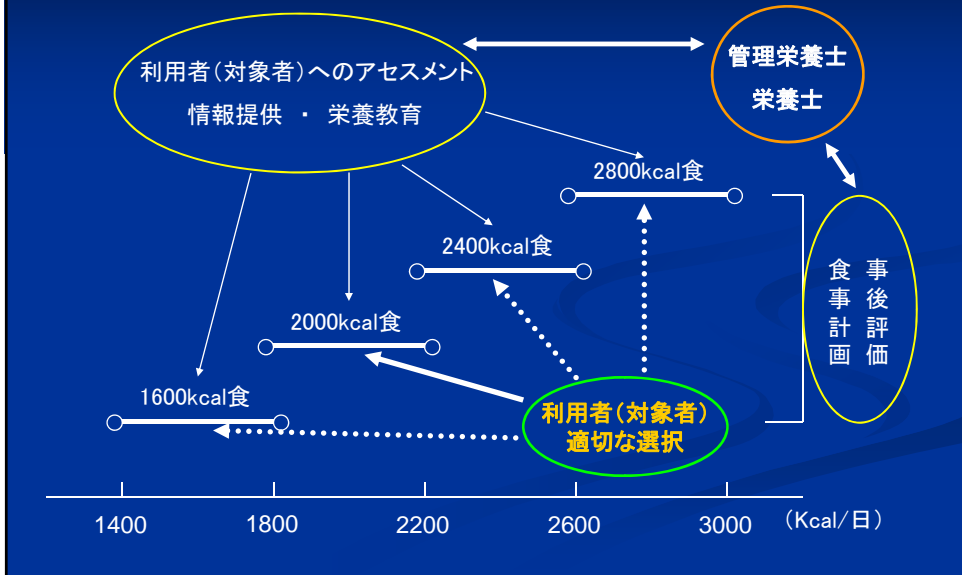 利用者(対象者)へのアセスメント
情報提供 ・ 栄養教育
管理栄養士
栄養士
2800kcal食
2400kcal食
2000kcal食
1600kcal食
事後評価
食事計画
利用者(対象者)
適切な選択
1400 1800 2200 2600 3000 (Kcal/日)